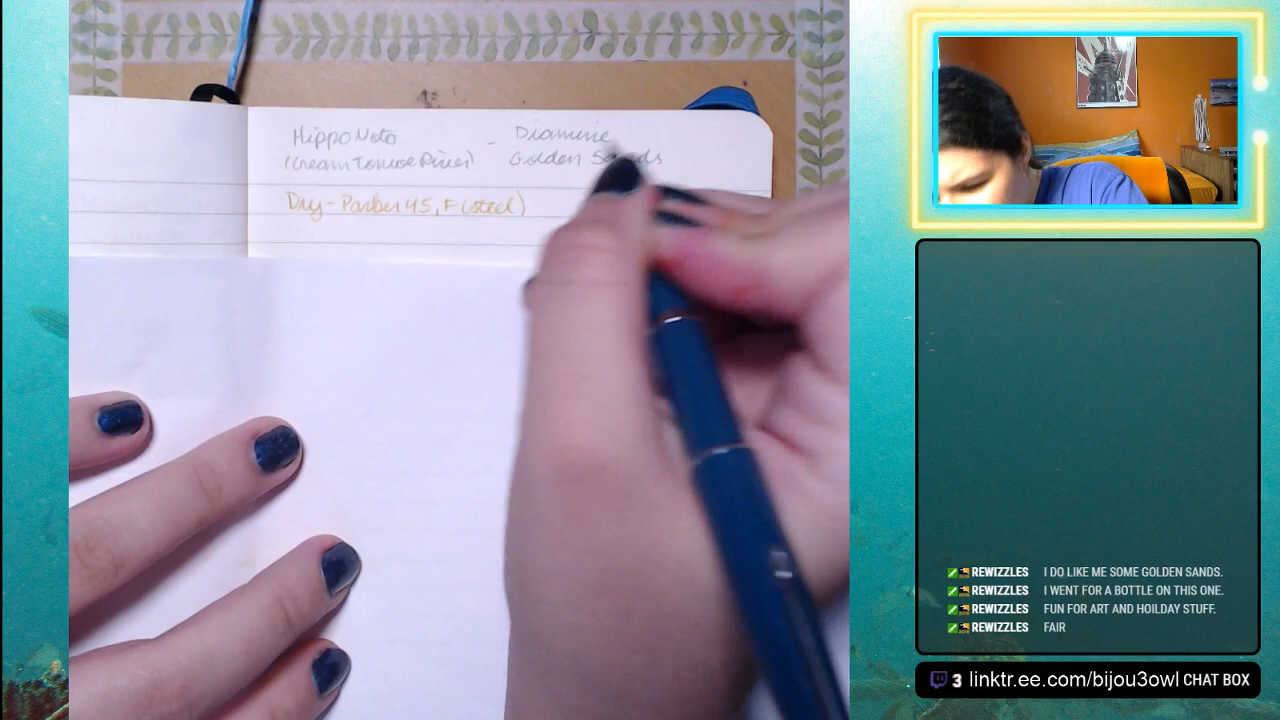 HippoNoto - Diamine
(Cream Tomoe River) Golden Sands
Dry - Parker 45, F (steel)
REWIZZLES I DO LIKE ME SOME GOLDEN SANDS.
REWIZZLES I WENT FOR A BOTTLE ON THIS ONE.
REWIZZLES FUN FOR ART AND HOILDAY STUFF.
REWIZZLES FAIR
3 linktr.ee.com/bijou3owl CHAT BOX